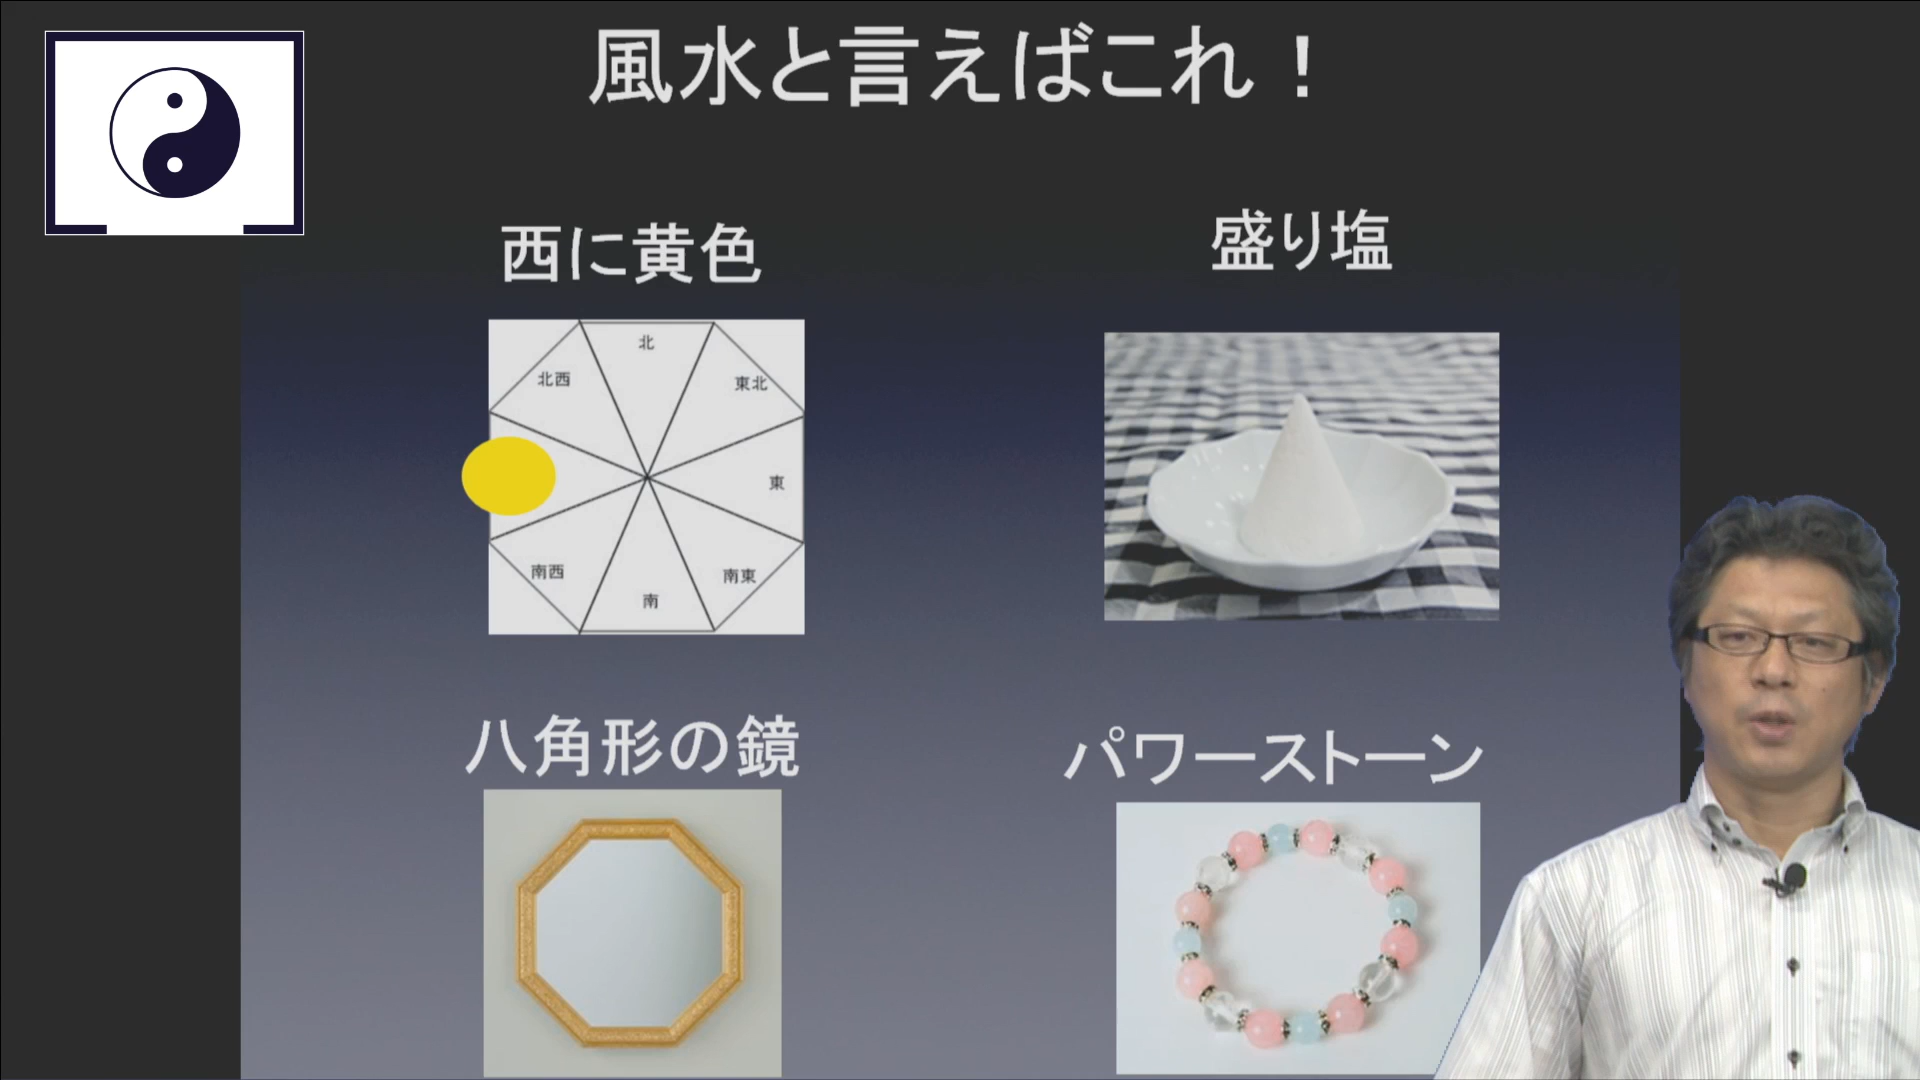 風水と言えばこれ！
西に黄色
盛り塩
北
北西
東北
東
南西
南東
南
八角形の鏡
パワーストーン